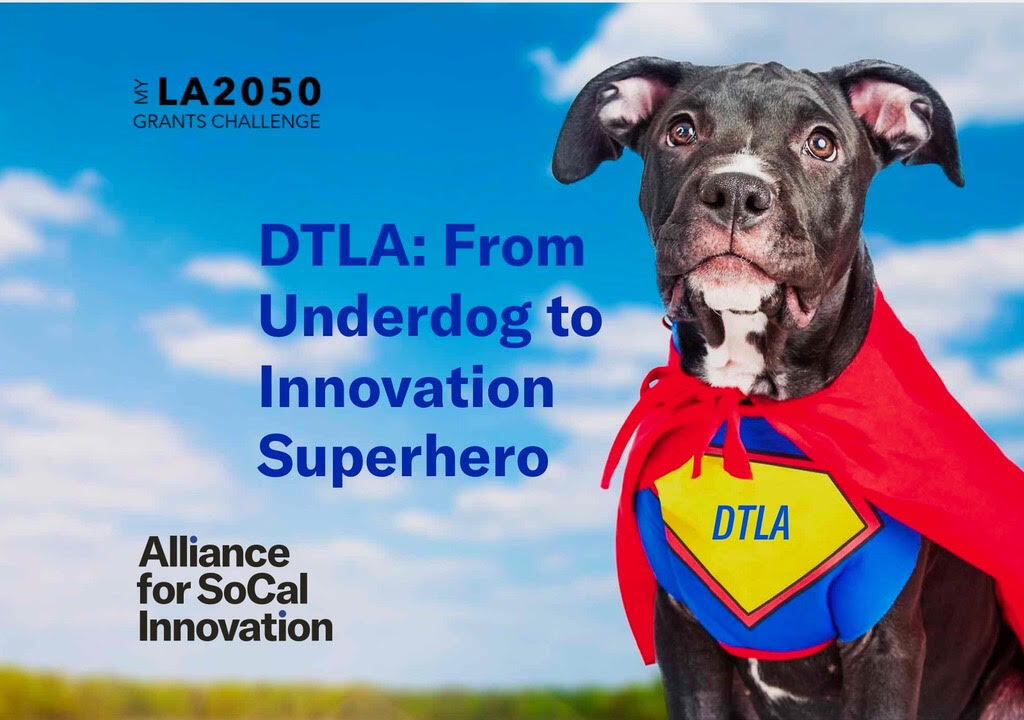 MY LA2050
GRANTS CHALLENGE
DTLA: From
Underdog to
Innovation
Superhero
DTLA
Alliance
for SoCal
Innovation